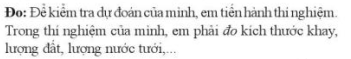 Đo: Để kiểm tra dự đoán của mình, em tiến hành thí nghiệm.
Trong thí nghiệm của mình, em phải đo kích thước khay,
lượng đất, lượng nước tưới,...